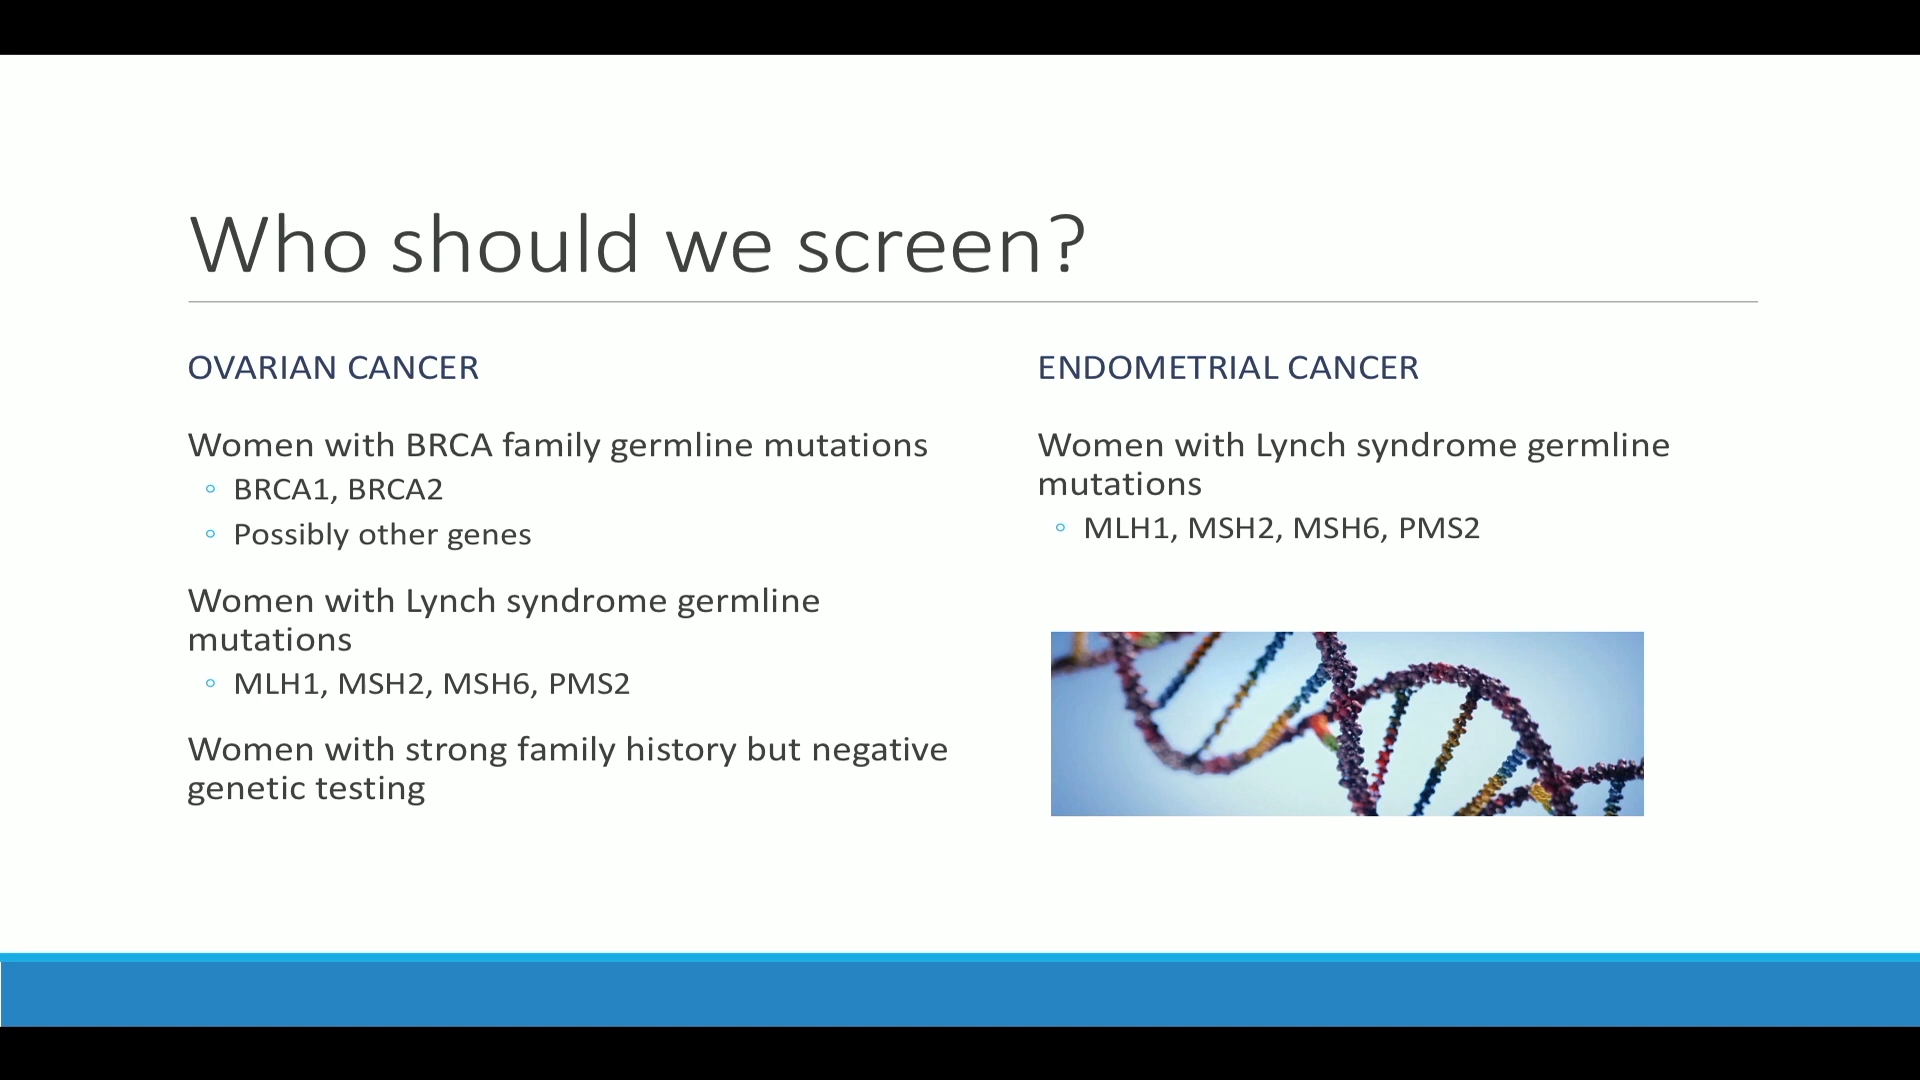 Who should we screen?
OVARIAN CANCER
Women with BRCA family germline mutations
◦ BRCA1, BRCA2
◦ Possibly other genes
Women with Lynch syndrome germline
mutations
◦ MLH1, MSH2, MSH6, PMS2
Women with strong family history but negative
genetic testing
ENDOMETRIAL CANCER
Women with Lynch syndrome germline
mutations
◦ MLH1, MSH2, MSH6, PMS2